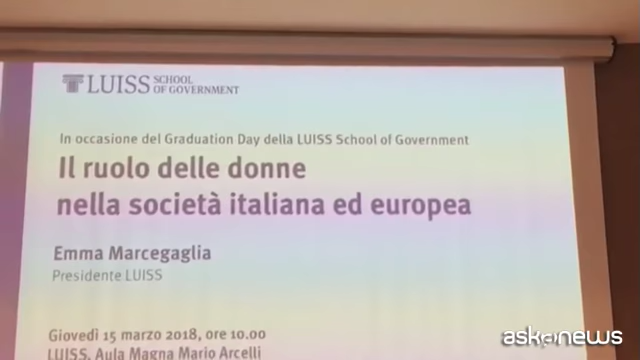 LUISS SCHOOL
OF GOVERNMENT
In occasione del Graduation Day della LUISS School of Government
Il ruolo delle donne
nella società italiana ed europea
Emma Marcegaglia
Presidente LUISS
Giovedì 15 marzo 2018, ore 10.00
LUISS, Aula Magna Mario Arcelli
askanews